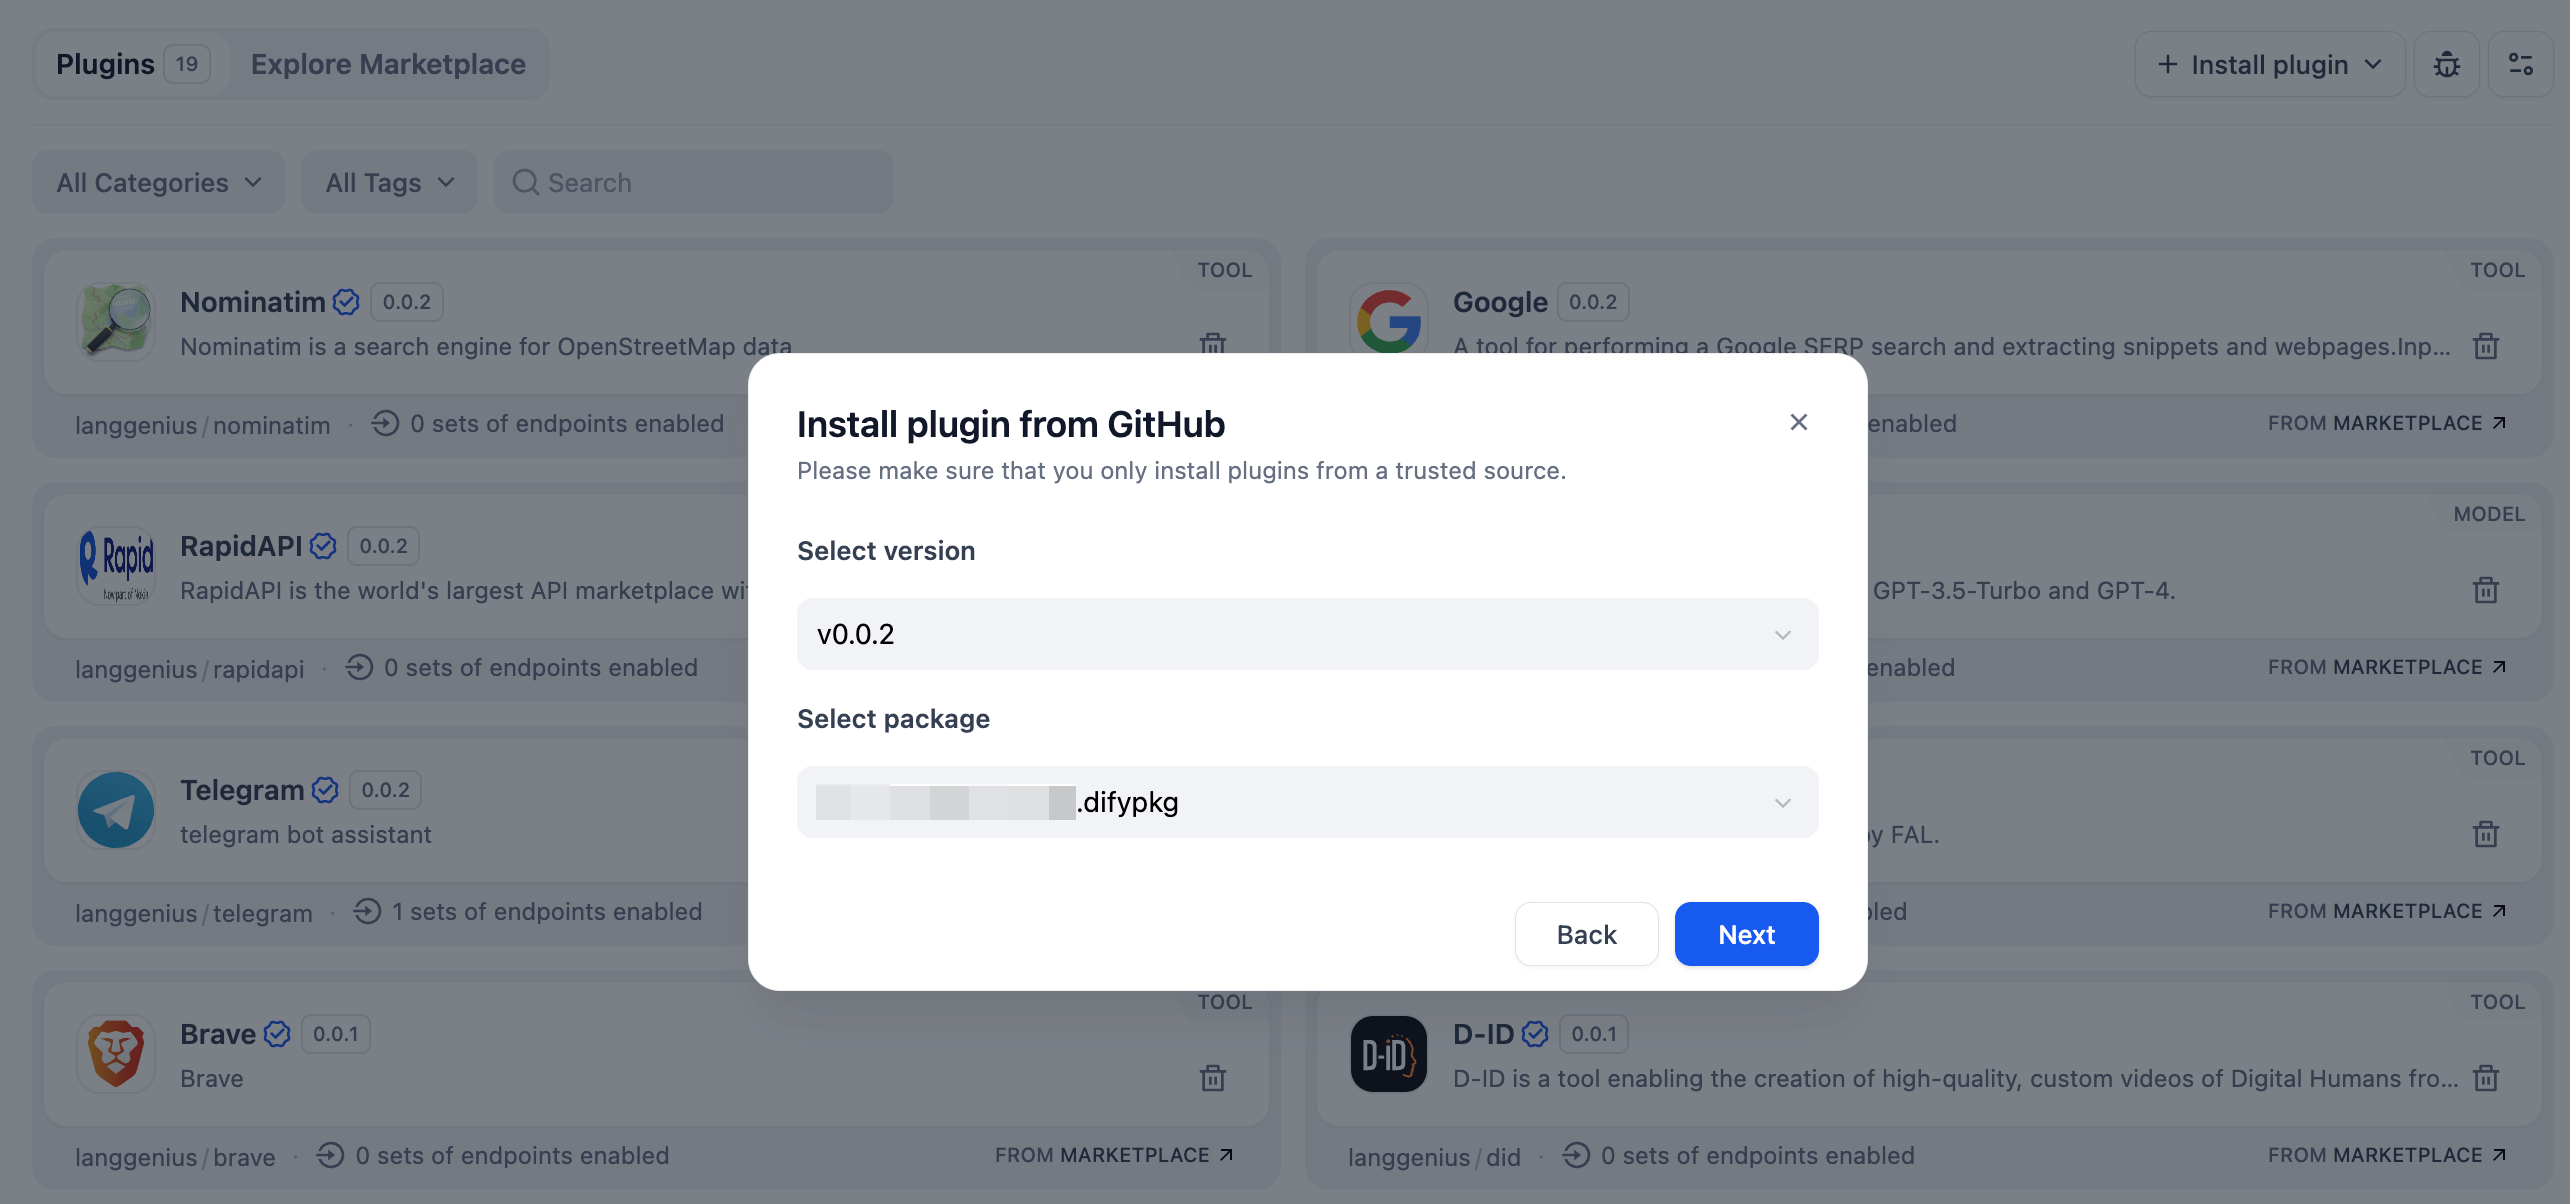 Plugins 19 Explore Marketplace
Install plugin
All Categories All Tags Search
TOOL
Nominatim 0.0.2
Nominatim is a search engine for OpenStreetMap data
langgenius / nominatim · 0 sets of endpoints enabled
TOOL
Google 0.0.2
A tool for performing a Google SERP search and extracting snippets and webpages.Inp...
enabled
FROM MARKETPLACE
RapidAPI 0.0.2
RapidAPI is the world's largest API marketplace
langgenius / rapidapi · 0 sets of endpoints enabled
MODEL
GPT-3.5-Turbo and GPT-4.
enabled
FROM MARKETPLACE
Telegram 0.0.2
telegram bot assistant
langgenius / telegram · 1 sets of endpoints enabled
TOOL
by FAL.
FROM MARKETPLACE
TOOL
Brave 0.0.1
Brave
langgenius / brave · 0 sets of endpoints enabled
FROM MARKETPLACE
TOOL
D-iD
D-ID 0.0.1
D-ID is a tool enabling the creation of high-quality, custom videos of Digital Humans fro...
langgenius / did · 0 sets of endpoints enabled
FROM MARKETPLACE
Install plugin from GitHub
Please make sure that you only install plugins from a trusted source.
Select version
v0.0.2
Select package
.difypkg
Back
Next
Rapid